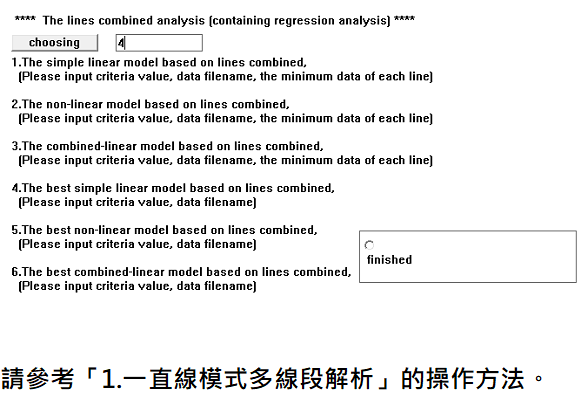 **** The lines combined analysis (containing regression analysis) ****
choosing
4
1.The simple linear model based on lines combined,
(Please input criteria value, data filename, the minimum data of each line)
2.The non-linear model based on lines combined,
(Please input criteria value, data filename, the minimum data of each line)
3.The combined-linear model based on lines combined,
(Please input criteria value, data filename, the minimum data of each line)
4.The best simple linear model based on lines combined,
(Please input criteria value, data filename)
5.The best non-linear model based on lines combined,
(Please input criteria value, data filename)
6.The best combined-linear model based on lines combined,
(Please input criteria value, data filename)
finished
請參考「1.一直線模式多線段解析」的操作方法。